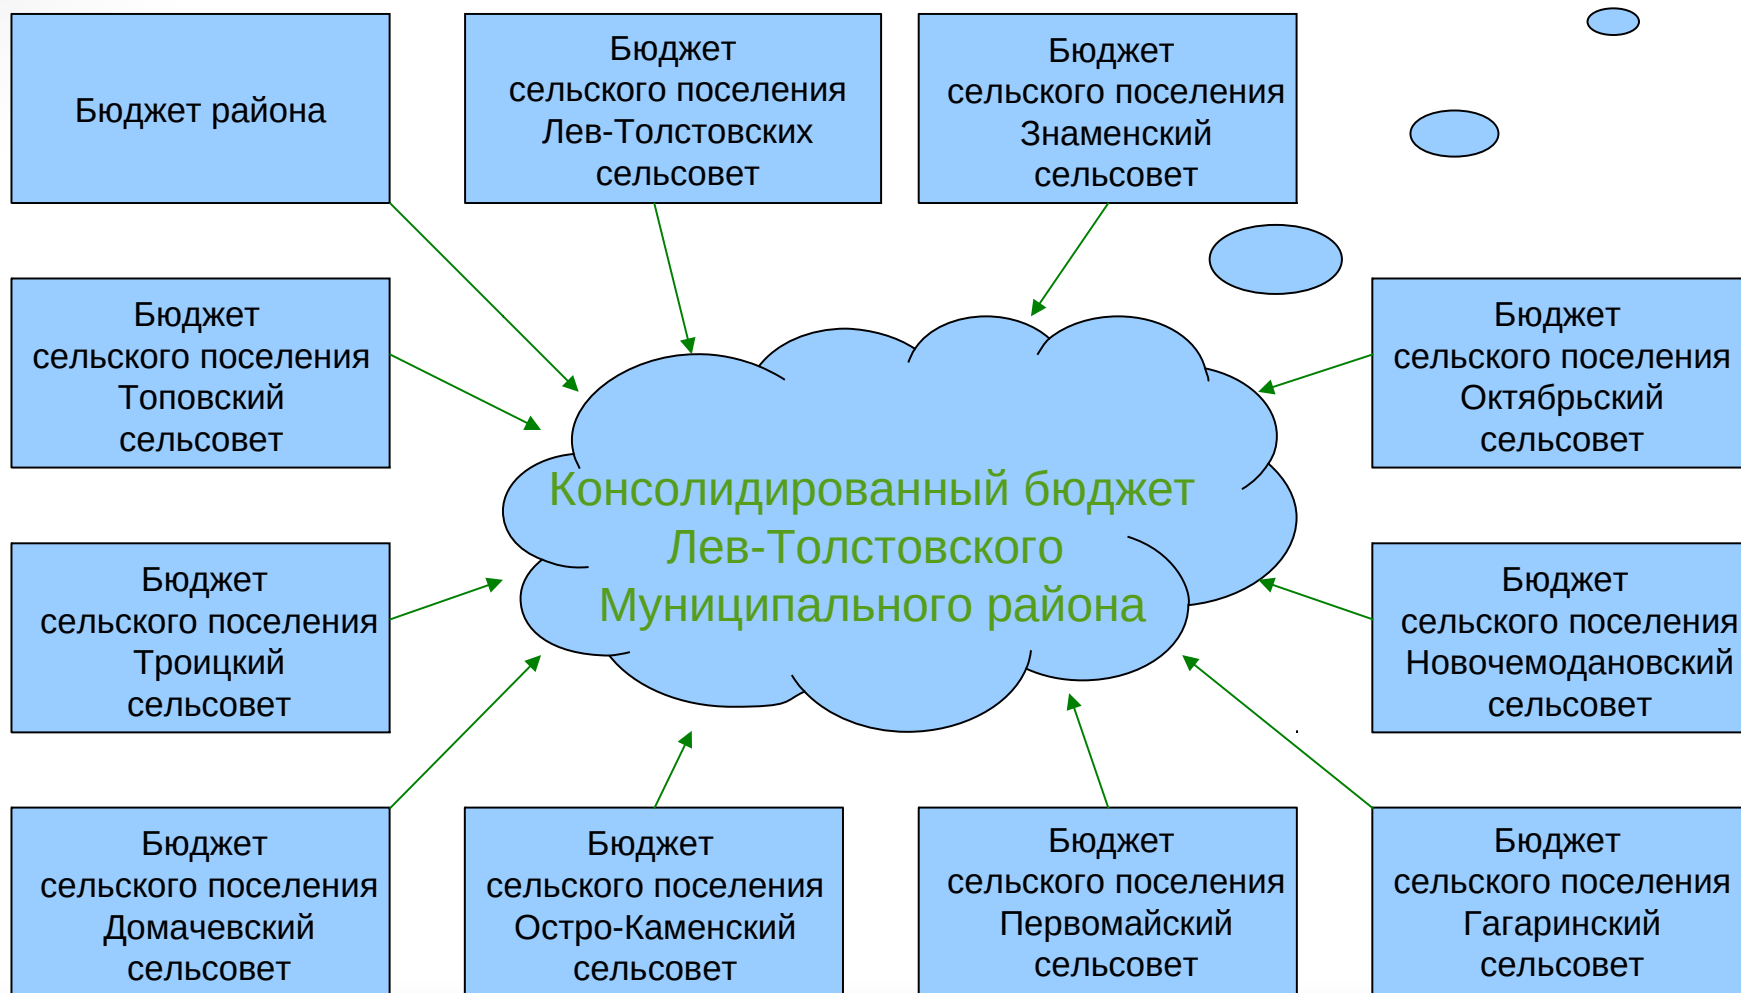 Бюджет района
Бюджет
сельского поселения
Лев-Толстовских
сельсовет
Бюджет
сельского поселения
Знаменский
сельсовет
Бюджет
сельского поселения
Топовский
сельсовет
Бюджет
сельского поселения
Октябрьский
сельсовет
Консолидированный бюджет
Лев-Толстовского
Муниципального района
Бюджет
сельского поселения
Троицкий
сельсовет
Бюджет
сельского поселения
Новочемодановский
сельсовет
Бюджет
сельского поселения
Домачевский
сельсовет
Бюджет
сельского поселения
Остро-Каменский
сельсовет
Бюджет
сельского поселения
Первомайский
сельсовет
Бюджет
сельского поселения
Гагаринский
сельсовет